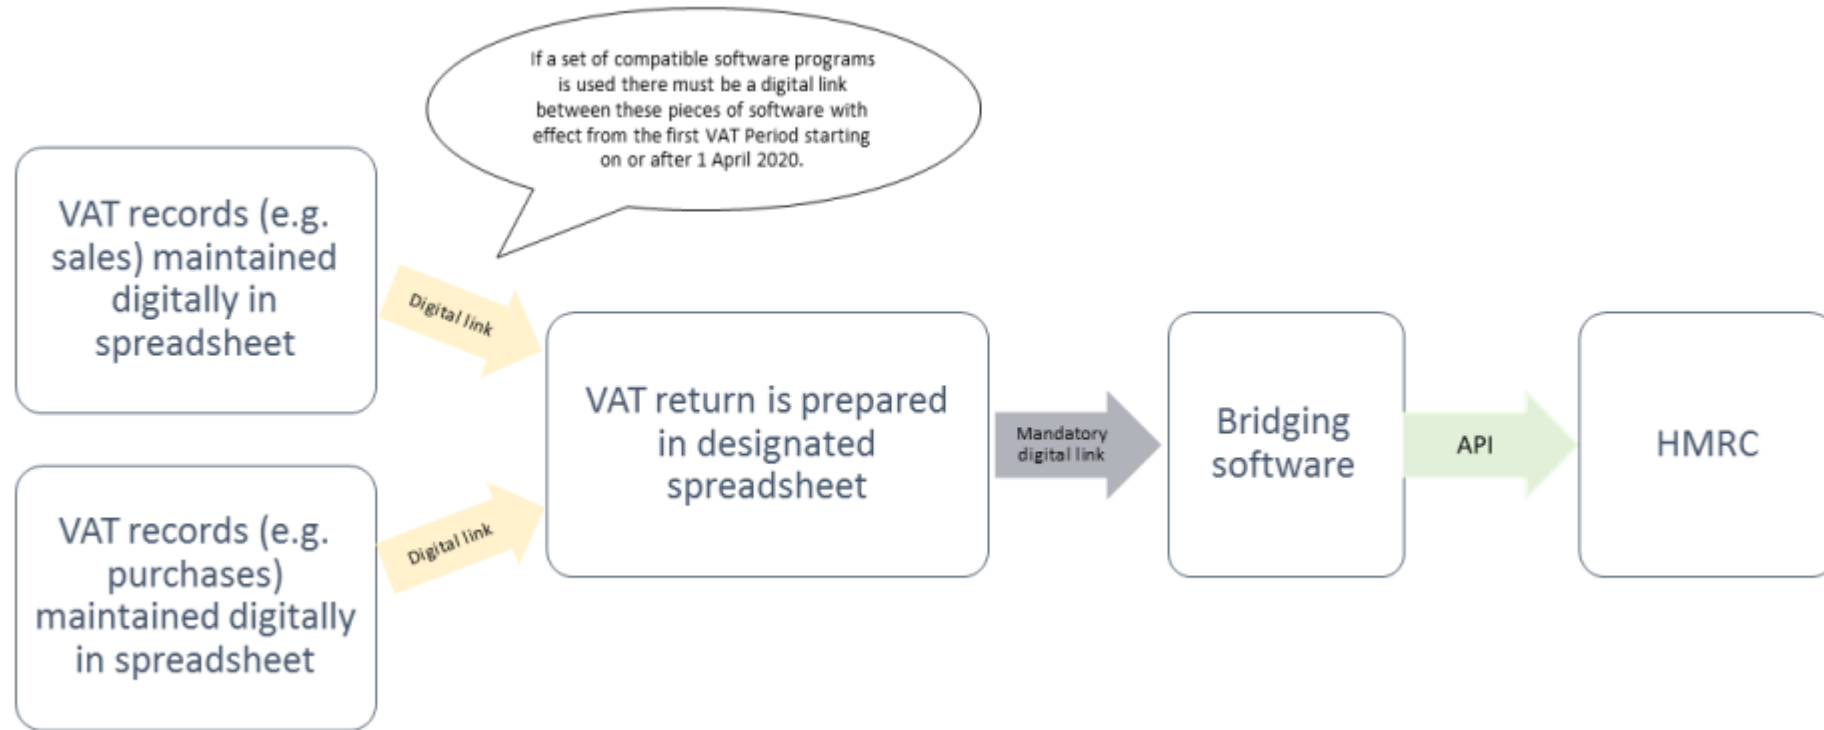 If a set of compatible software programs
is used there must be a digital link
between these pieces of software with
effect from the first VAT Period starting
on or after 1 April 2020.
VAT records (e.g.
sales) maintained
digitally in
spreadsheet
Digital link
VAT records (e.g.
purchases)
maintained digitally
in spreadsheet
Digital link
VAT return is prepared
in designated
spreadsheet
Mandatory
digital link
Bridging
software
API
HMRC